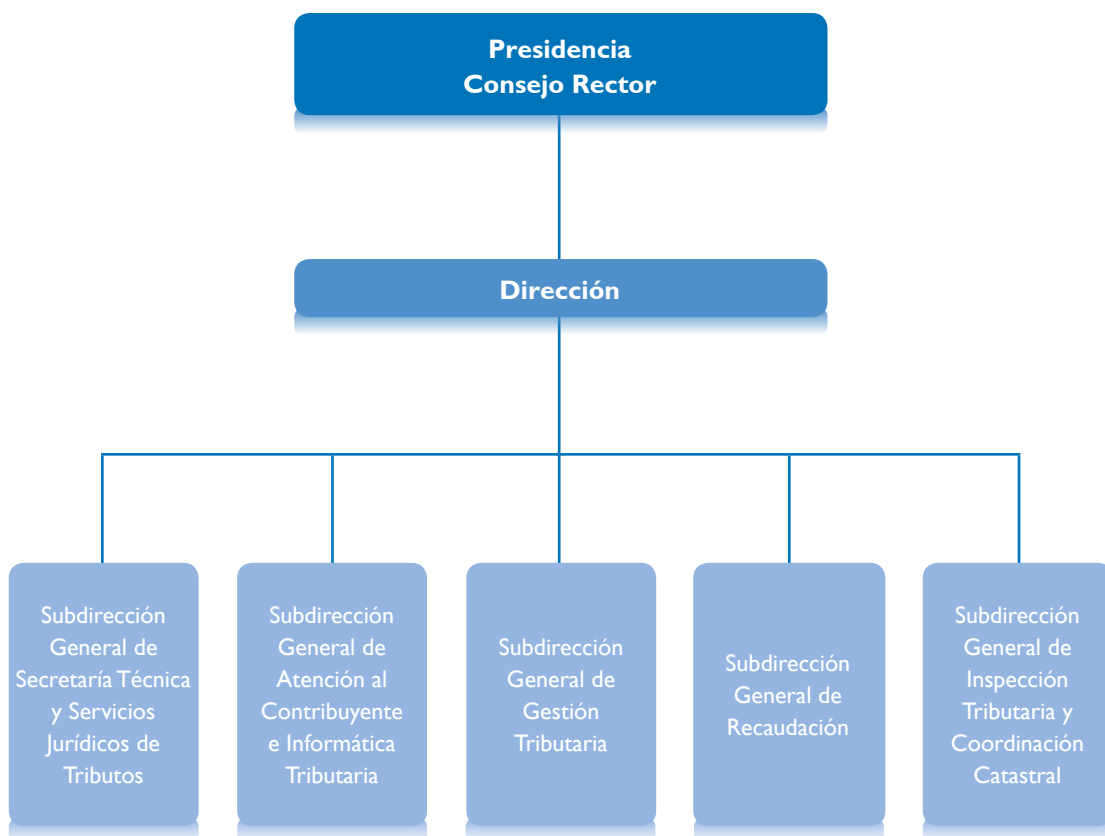 Presidencia
Consejo Rector
Dirección
Subdirección
General de
Secretaría Técnica
y Servicios
Jurídicos de
Tributos
Subdirección
General de
Atención al
Contribuyente
e Informática
Tributaria
Subdirección
General de
Gestión
Tributaria
Subdirección
General de
Recaudación
Subdirección
General de
Inspección
Tributaria y
Coordinación
Catastral